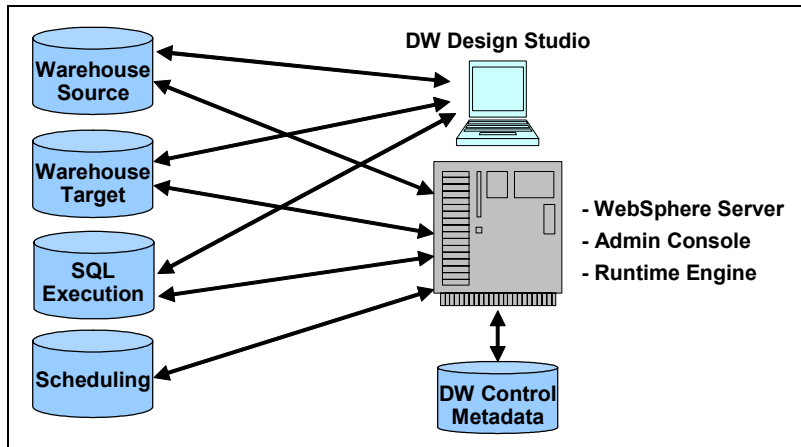 DW Design Studio
Warehouse
Source
Warehouse
Target
SQL
Execution
Scheduling
- WebSphere Server
- Admin Console
- Runtime Engine
DW Control
Metadata